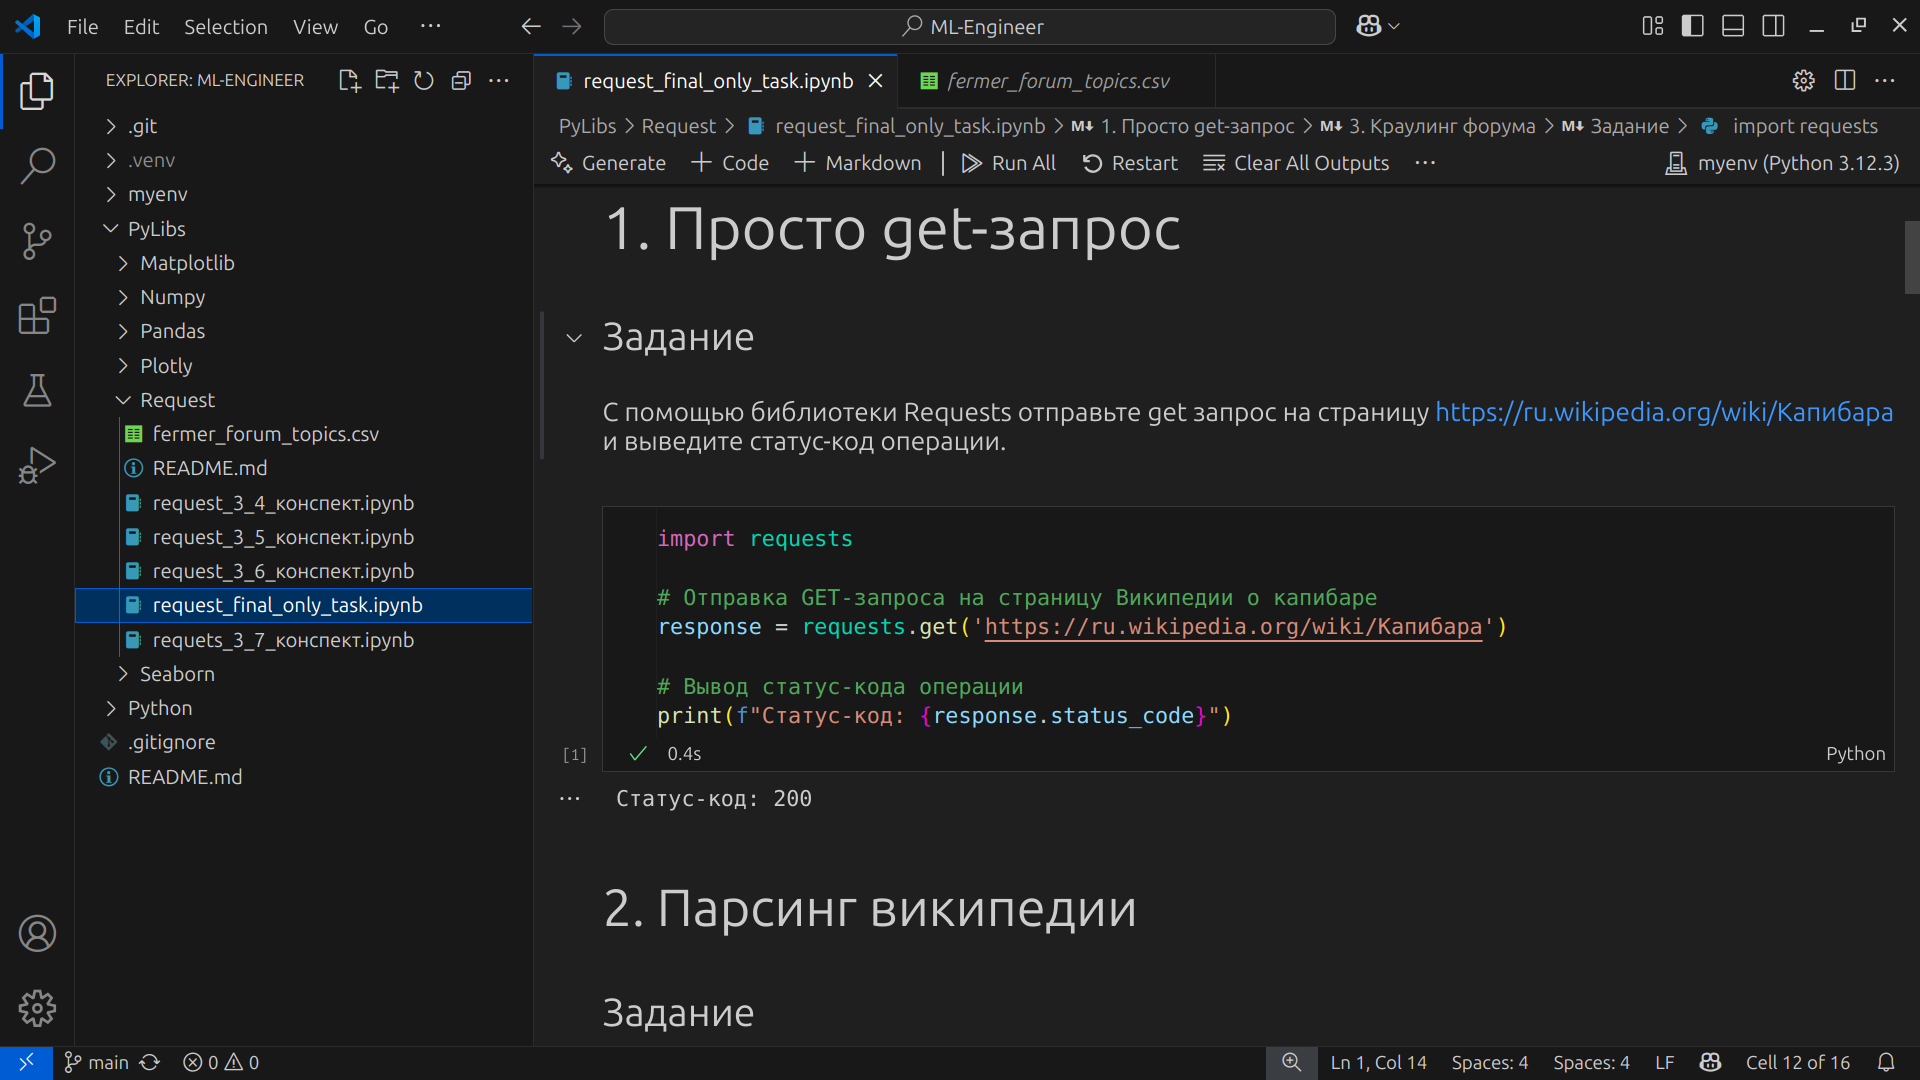 File Edit Selection View Go ··· ML-Engineer
EXPLORER: ML-ENGINEER
.git
.venv
myenv
PyLibs
Matplotlib
Numpy
Pandas
Plotly
Request
fermer_forum_topics.csv
README.md
request_3_4_конспект.ipynb
request_3_5_конспект.ipynb
request_3_6_конспект.ipynb
request_final_only_task.ipynb
requets_3_7_конспект.ipynb
Seaborn
Python
.gitignore
README.md
request_final_only_task.ipynb fermer_forum_topics.csv
PyLibs > Request > request_final_only_task.ipynb > M↓ 1. Просто get-запрос > M↓ 3. Краулинг форума > M↓ Задание > import requests
Generate + Code + Markdown | Run All Restart Clear All Outputs ··· myenv (Python 3.12.3)
1. Просто get-запрос
Задание
С помощью библиотеки Requests отправьте get запрос на страницу https://ru.wikipedia.org/wiki/Капибара
и выведите статус-код операции.
import requests
# Отправка GET-запроса на страницу Википедии о капибаре
response = requests.get('https://ru.wikipedia.org/wiki/Капибара')
# Вывод статус-кода операции
print(f"Статус-код: {response.status_code}")
[1] 0.4s Python
Статус-код: 200
2. Парсинг википедии
Задание
main 0 0 Ln 1, Col 14 Spaces: 4 Spaces: 4 LF Cell 12 of 16